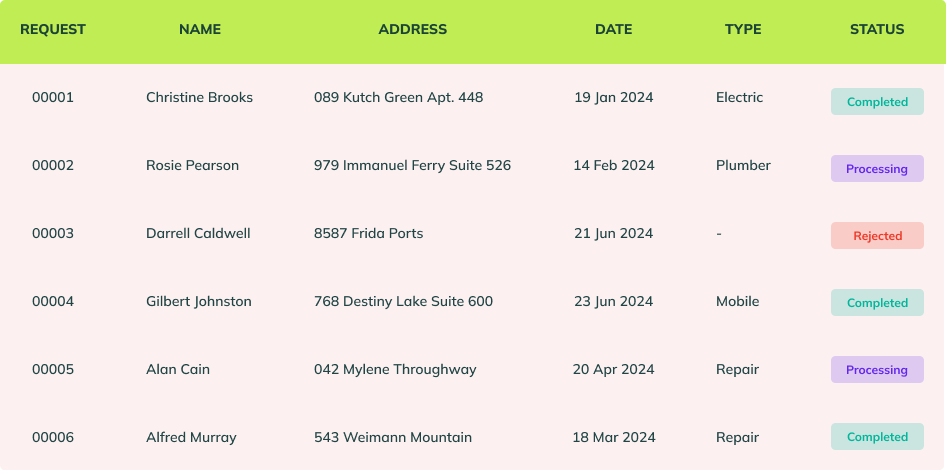 REQUEST NAME ADDRESS DATE TYPE STATUS
00001 Christine Brooks 089 Kutch Green Apt. 448 19 Jan 2024 Electric Completed
00002 Rosie Pearson 979 Immanuel Ferry Suite 526 14 Feb 2024 Plumber Processing
00003 Darrell Caldwell 8587 Frida Ports 21 Jun 2024 - Rejected
00004 Gilbert Johnston 768 Destiny Lake Suite 600 23 Jun 2024 Mobile Completed
00005 Alan Cain 042 Mylene Throughway 20 Apr 2024 Repair Processing
00006 Alfred Murray 543 Weimann Mountain 18 Mar 2024 Repair Completed